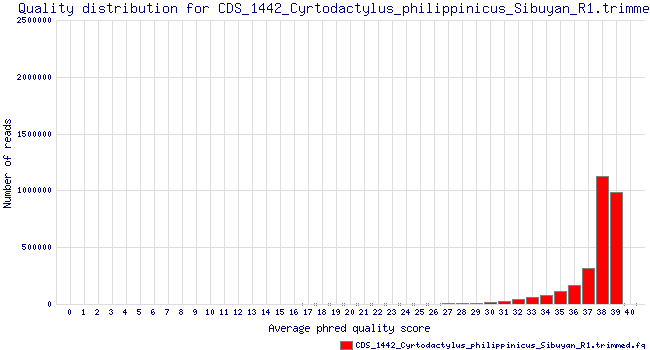 Quality distribution for CDS_1442_Cyrtodactylus_philippinicus_Sibuyan_R1.trimme
2500000
2000000
1500000
1000000
500000
0
Number of reads
0 1 2 3 4 5 6 7 8 9 10 11 12 13 14 15 16 17 18 19 20 21 22 23 24 25 26 27 28 29 30 31 32 33 34 35 36 37 38 39 40
Average phred quality score
CDS_1442_Cyrtodactylus_philippinicus_Sibuyan_R1.trimmed.fq